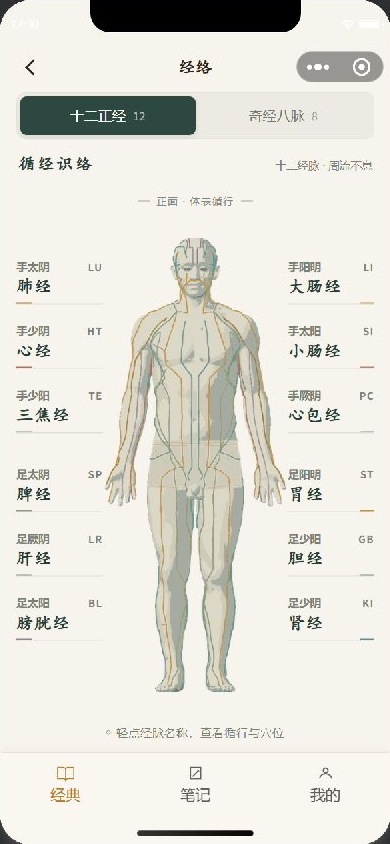 经络
十二正经 12
奇经八脉 8
循经识络
十二经脉·周流不息
正面·体表循行
手太阴 LU
肺经
手阳明 LI
大肠经
手少阴 HT
心经
手太阳 SI
小肠经
手少阳 TE
三焦经
手厥阴 PC
心包经
足太阴 SP
脾经
足阳明 ST
胃经
足厥阴 LR
肝经
足少阳 GB
胆经
足太阳 BL
膀胱经
足少阴 KI
肾经
轻点经脉名称，查看循行与穴位
经典
笔记
我的